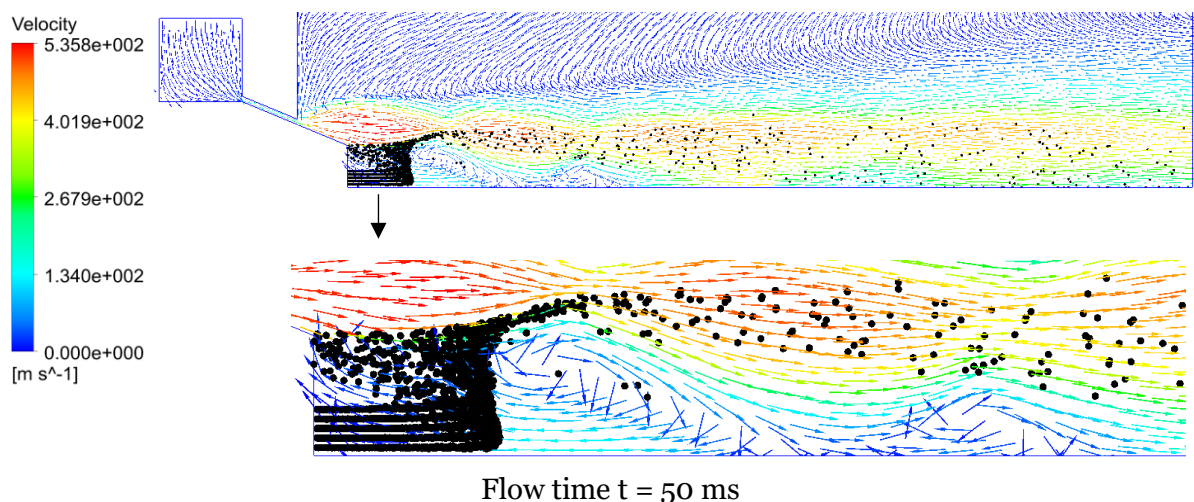 Velocity
5.358e+002
4.019e+002
2.679e+002
1.340e+002
0.000e+000
[m s^-1]
Flow time t = 50 ms